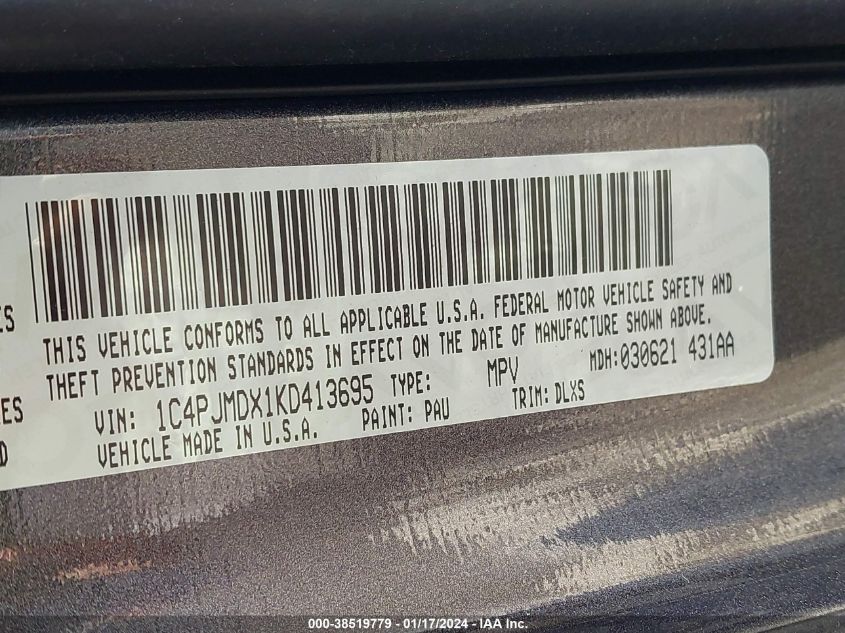 THIS VEHICLE CONFORMS TO ALL APPLICABLE U.S.A. FEDERAL MOTOR VEHICLE SAFETY AND
THEFT PREVENTION STANDARDS IN EFFECT ON THE DATE OF MANUFACTURE SHOWN ABOVE.
VIN: 1C4PJMDX1KD413695 TYPE: MPV MDH:030621 431AA
VEHICLE MADE IN U.S.A. PAINT: PAU TRIM: DLXS
000-38519779 - 01/17/2024 - IAA Inc.